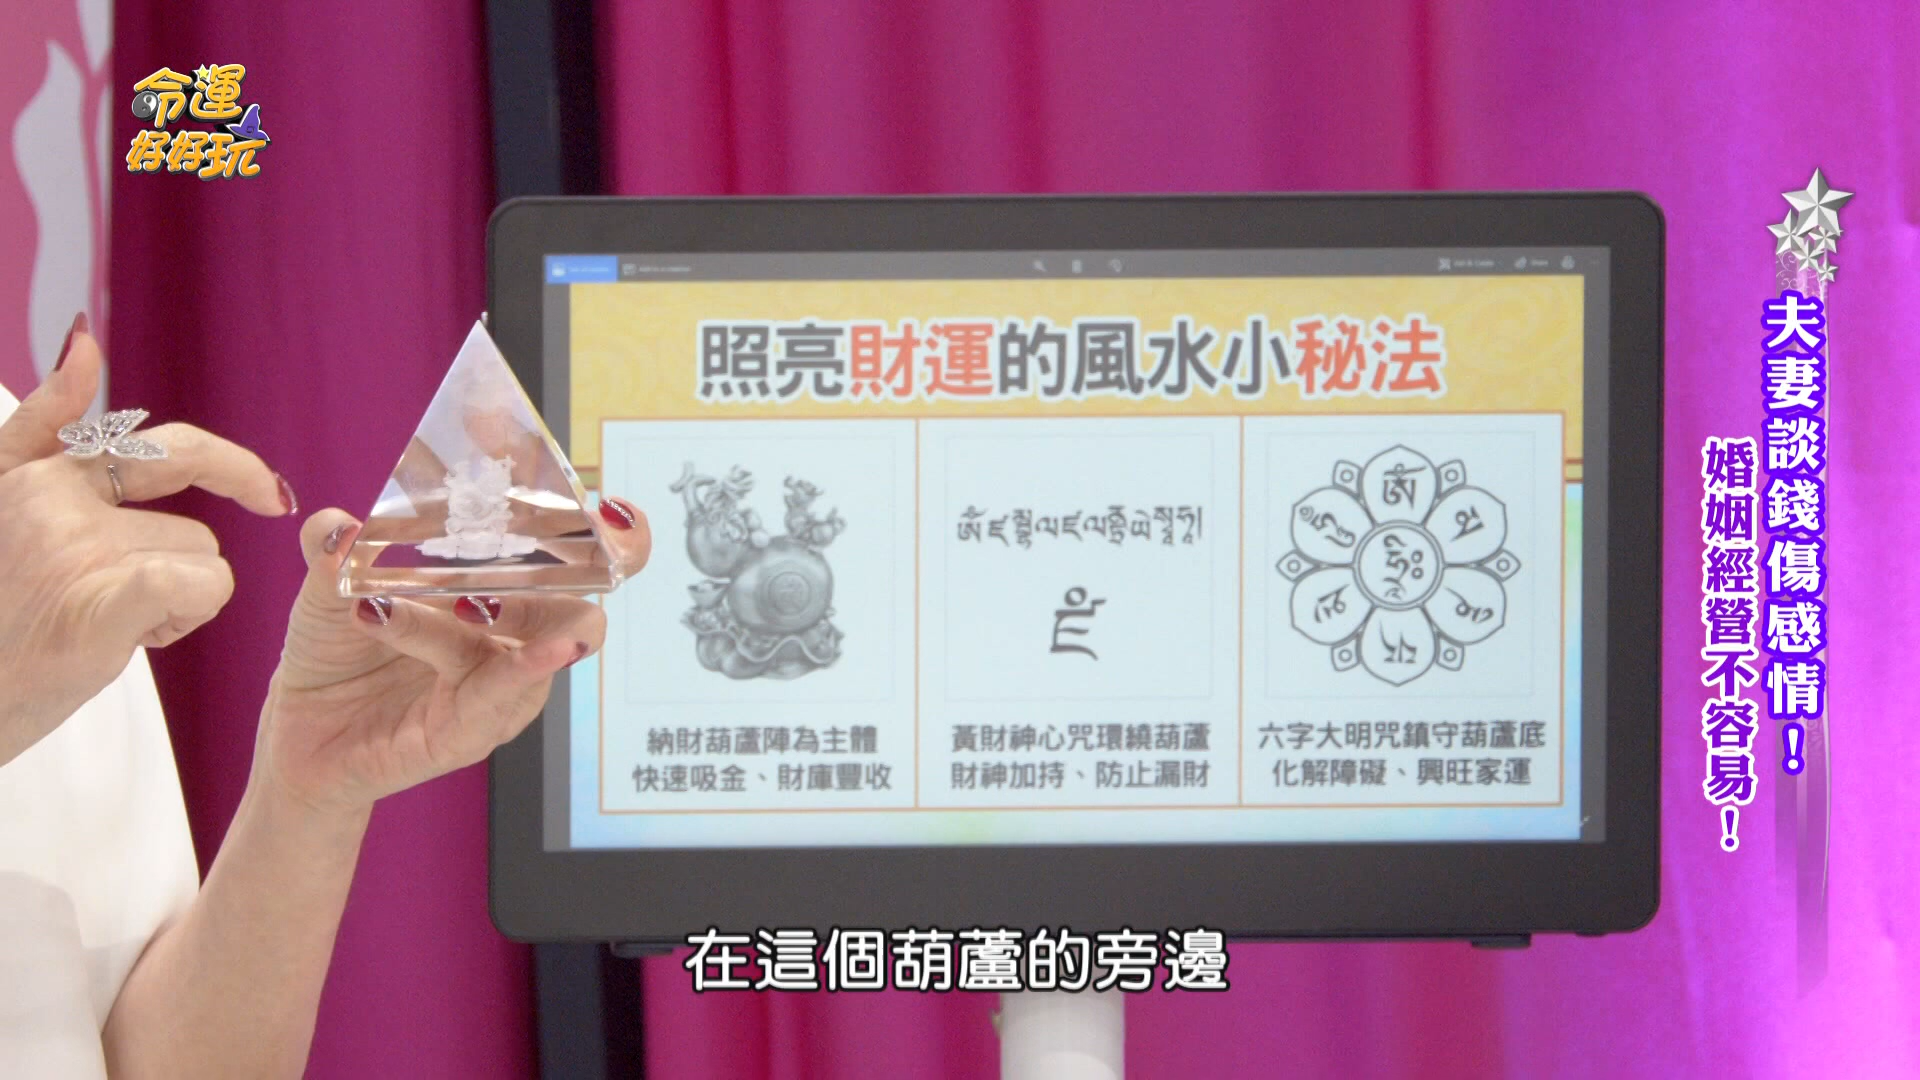 命運
好好玩
夫妻談錢傷感情！
婚姻經營不容易！
照亮財運的風水小秘法
納財葫蘆陣為主體
快速吸金、財庫豐收
黃財神心咒環繞葫蘆
財神加持、防止漏財
六字大明咒鎮守葫蘆底
化解障礙、興旺家運
在這個葫蘆的旁邊